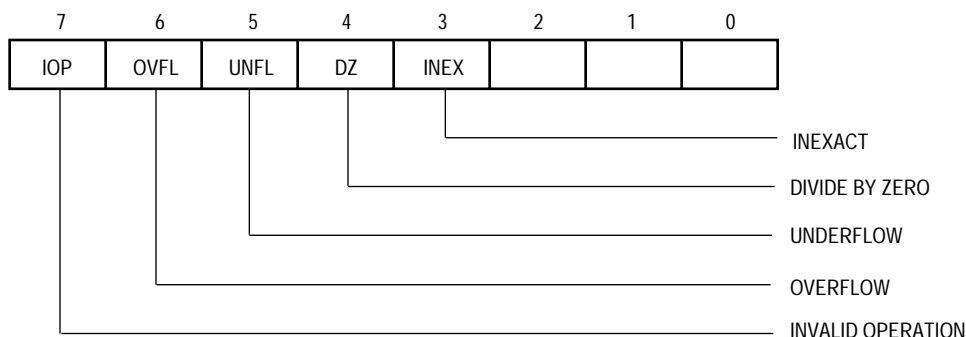 7 6 5 4 3 2 1 0
IOP OVFL UNFL DZ INEX
INEXACT
DIVIDE BY ZERO
UNDERFLOW
OVERFLOW
INVALID OPERATION